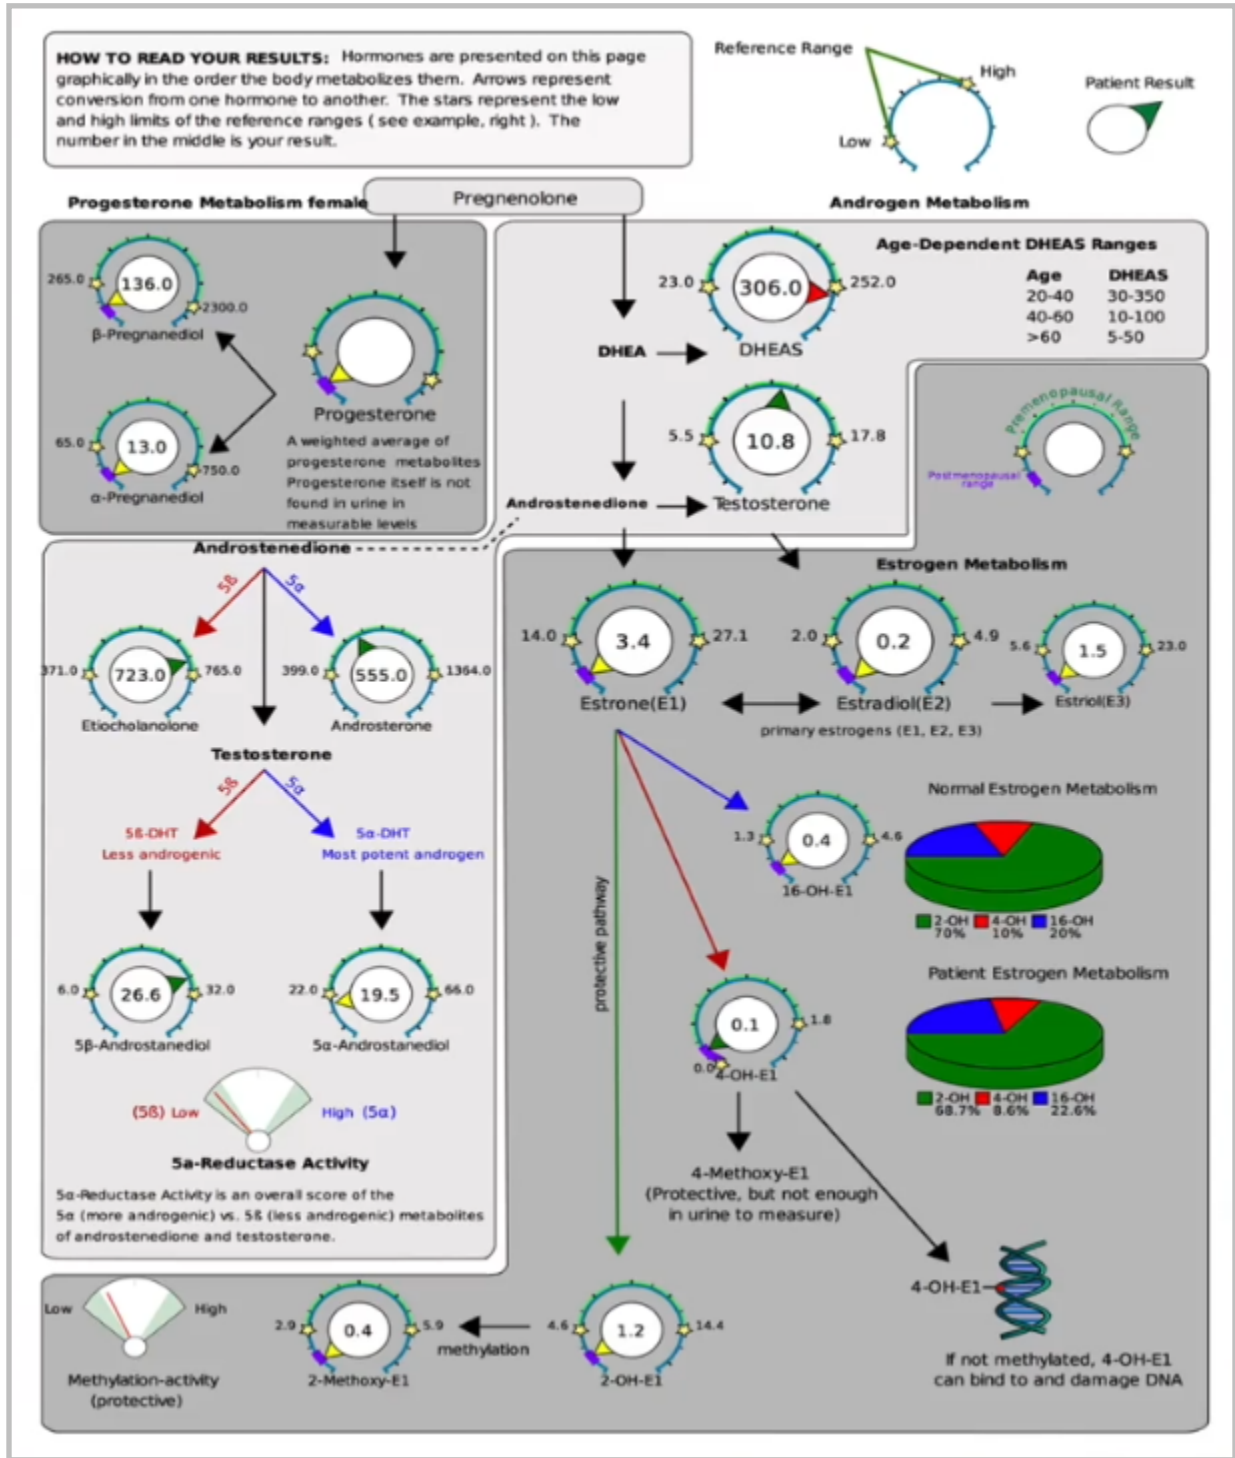 HOW TO READ YOUR RESULTS: Hormones are presented on this page
graphically in the order the body metabolizes them. Arrows represent
conversion from one hormone to another. The stars represent the low
and high limits of the reference ranges ( see example, right ). The
number in the middle is your result.
Reference Range
High
Low
Patient Result
Progesterone Metabolism female
Pregnenolone
Androgen Metabolism
265.0
136.0
2300.0
β-Pregnanediol
65.0
13.0
750.0
α-Pregnanediol
Progesterone
A weighted average of
progesterone metabolites
Progesterone itself is not
found in urine in
measurable levels
23.0
306.0
252.0
DHEA
DHEAS
Age-Dependent DHEAS Ranges
Age DHEAS
20-40 30-350
40-60 10-100
>60 5-50
5.5
10.8
17.8
Androstenedione
Testosterone
Premenopausal Range
Postmenopausal
range
Androstenedione
5ß
5α
371.0
723.0
765.0
Etiocholanolone
399.0
555.0
1364.0
Androsterone
Testosterone
5ß
5α
5ß-DHT
Less androgenic
5α-DHT
Most potent androgen
6.0
26.6
32.0
5β-Androstanediol
22.0
19.5
66.0
5α-Androstanediol
(5ß) Low
High (5α)
5a-Reductase Activity
5α-Reductase Activity is an overall score of the
5α (more androgenic) vs. 5ß (less androgenic) metabolites
of androstenedione and testosterone.
Estrogen Metabolism
14.0
3.4
27.1
Estrone(E1)
2.0
0.2
4.9
Estradiol(E2)
5.6
1.5
23.0
Estriol(E3)
primary estrogens (E1, E2, E3)
protective pathway
1.3
0.4
4.6
16-OH-E1
Normal Estrogen Metabolism
2-OH 4-OH 16-OH
70% 10% 20%
0.1
1.8
0.0
4-OH-E1
Patient Estrogen Metabolism
2-OH 4-OH 16-OH
68.7% 8.6% 22.6%
4-Methoxy-E1
(Protective, but not enough
in urine to measure)
4-OH-E1
If not methylated, 4-OH-E1
can bind to and damage DNA
Low
High
Methylation-activity
(protective)
2.9
0.4
5.9
2-Methoxy-E1
methylation
4.6
1.2
14.4
2-OH-E1